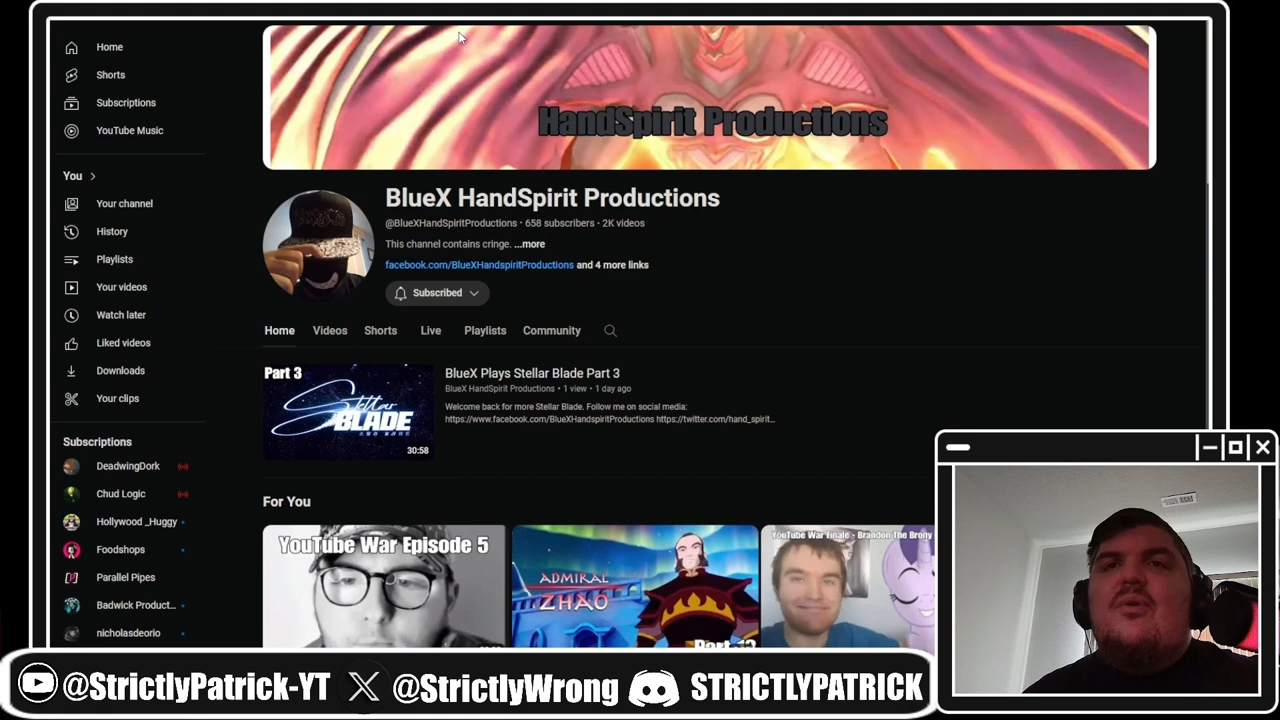 Home
Shorts
Subscriptions
YouTube Music
You
Your channel
History
Playlists
Your videos
Watch later
Liked videos
Downloads
Your clips
Subscriptions
DeadwingDork
Chud Logic
Hollywood _Huggy
Foodshops
Parallel Pipes
Badwick Product...
nicholasdeorio
HandSpirit Productions
BlueX HandSpirit Productions
@BlueXHandSpiritProductions • 658 subscribers • 2K videos
This channel contains cringe. ...more
facebook.com/BlueXHandspiritProductions and 4 more links
Subscribed
Home Videos Shorts Live Playlists Community
Part 3
Stellar
BLADE
30:58
BlueX Plays Stellar Blade Part 3
BlueX HandSpirit Productions • 1 view • 1 day ago
Welcome back for more Stellar Blade. Follow me on social media:
https://www.facebook.com/BlueXHandspiritProductions https://twitter.com/hand_spirit...
For You
YouTube War Episode 5
ADMIRAL
ZHAO
Part 13
YouTube War Finale - Brandon The Brony
@StrictlyPatrick-YT @StrictlyWrong STRICTLYPATRICK